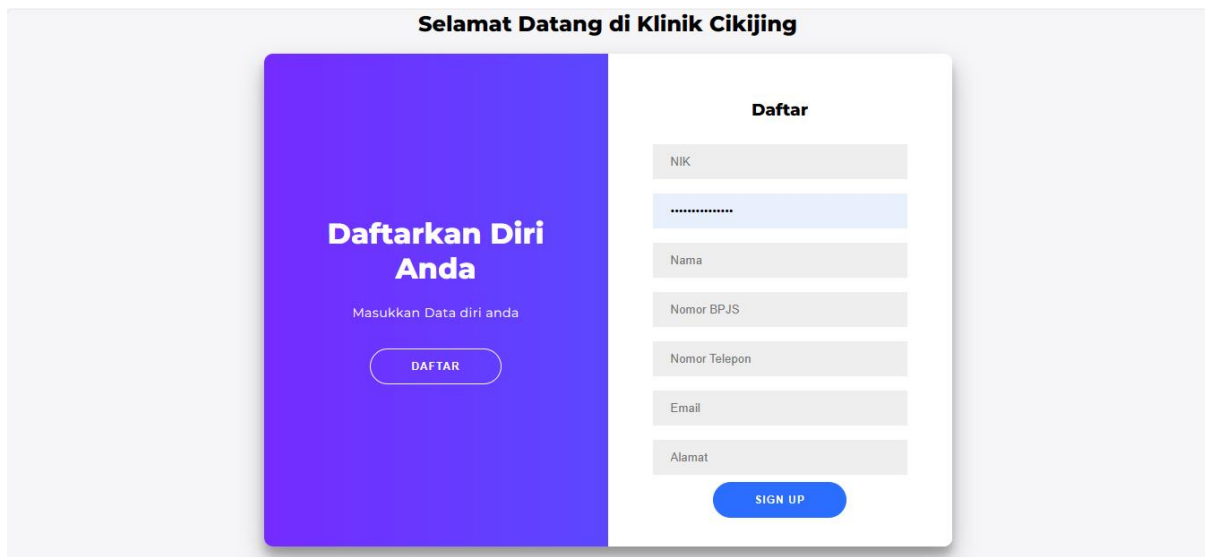 Selamat Datang di Klinik Cikijing
Daftarkan Diri
Anda
Masukkan Data diri anda
DAFTAR
Daftar
NIK
•••••••••••••••
Nama
Nomor BPJS
Nomor Telepon
Email
Alamat
SIGN UP